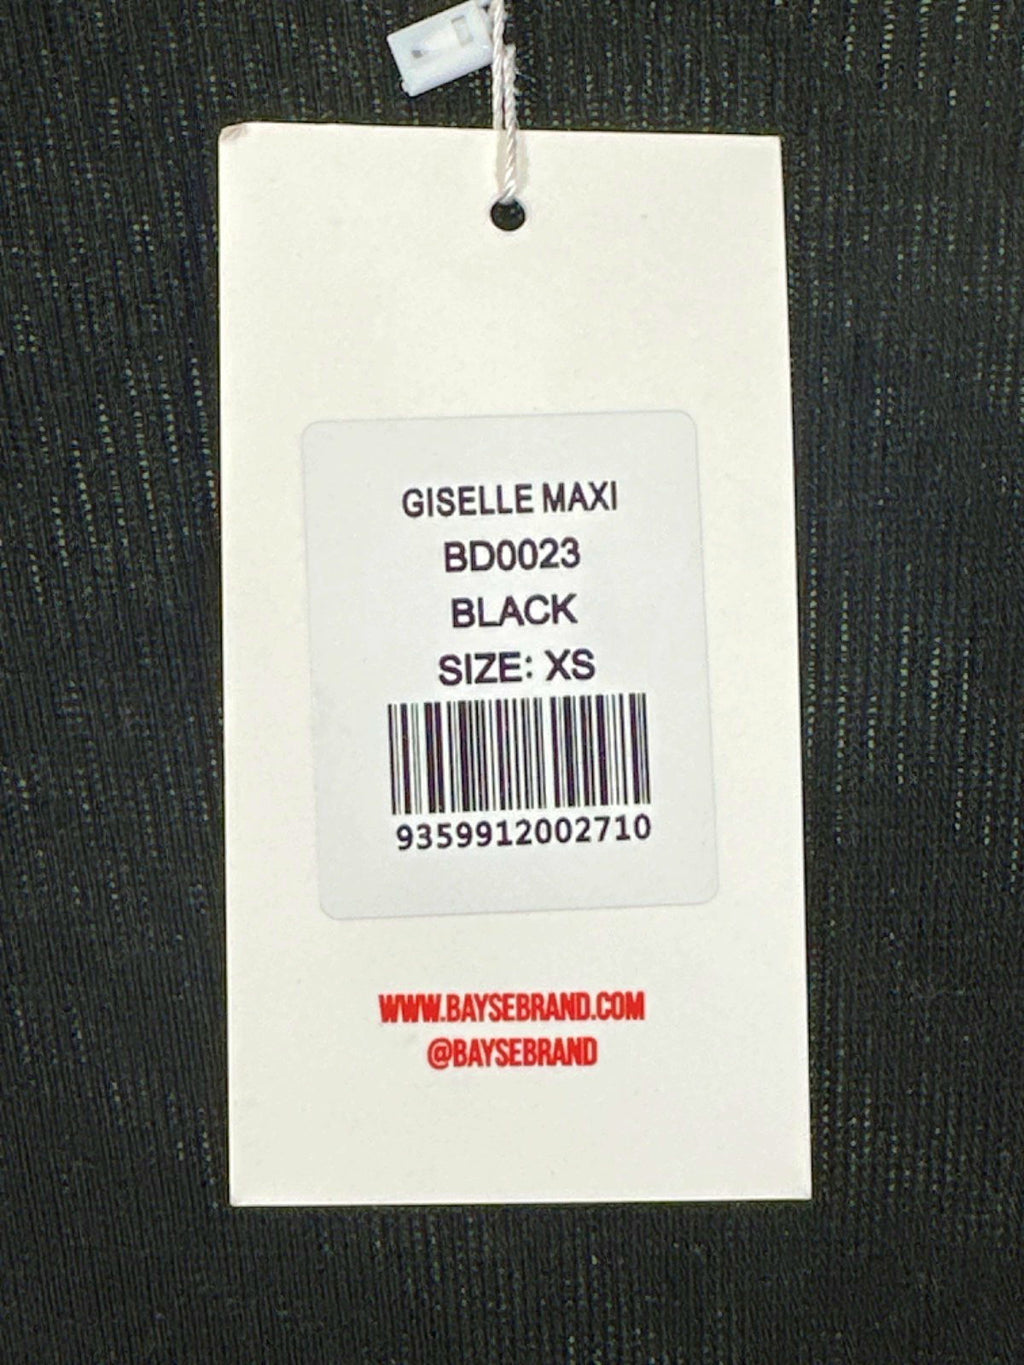 GISELLE MAXI
BD0023
BLACK
SIZE: XS
9359912002710
WWW.BAYSEBRAND.COM
@BAYSEBRAND